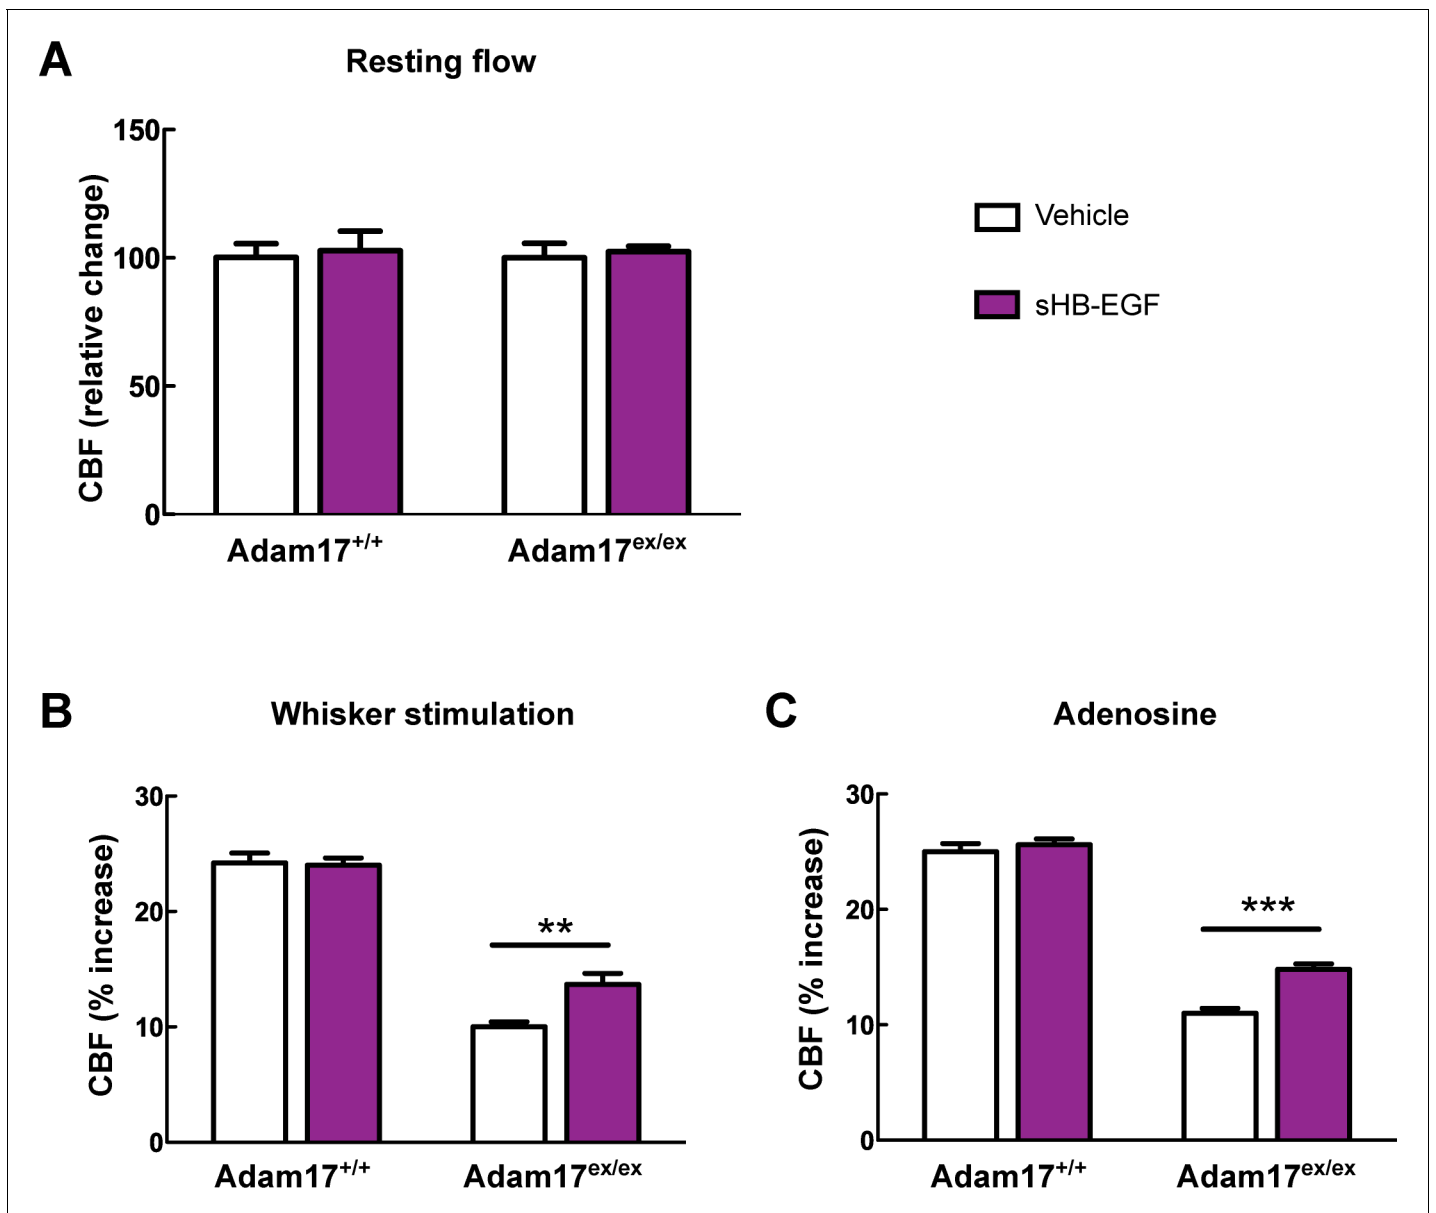 A
Resting flow
150
100
50
0
CBF (relative change)
Adam17+/+
Adam17ex/ex
Vehicle
sHB-EGF
B
Whisker stimulation
30
20
10
0
CBF (% increase)
**
Adam17+/+
Adam17ex/ex
C
Adenosine
30
20
10
0
CBF (% increase)
***
Adam17+/+
Adam17ex/ex